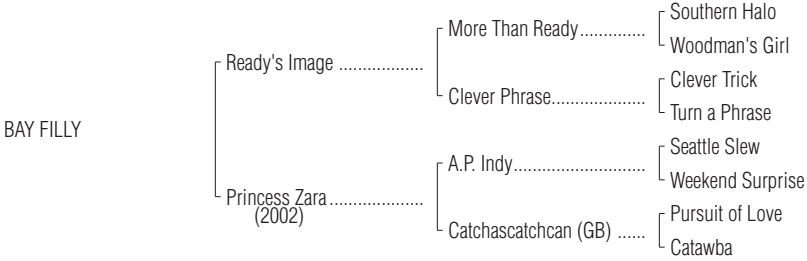 Southern Halo
More Than Ready..............
Woodman's Girl
Ready's Image ..................
Clever Trick
Clever Phrase....................
Turn a Phrase
BAY FILLY
Seattle Slew
A.P. Indy............................
Weekend Surprise
Princess Zara....................
(2002)
Pursuit of Love
Catchascatchcan (GB) ......
Catawba